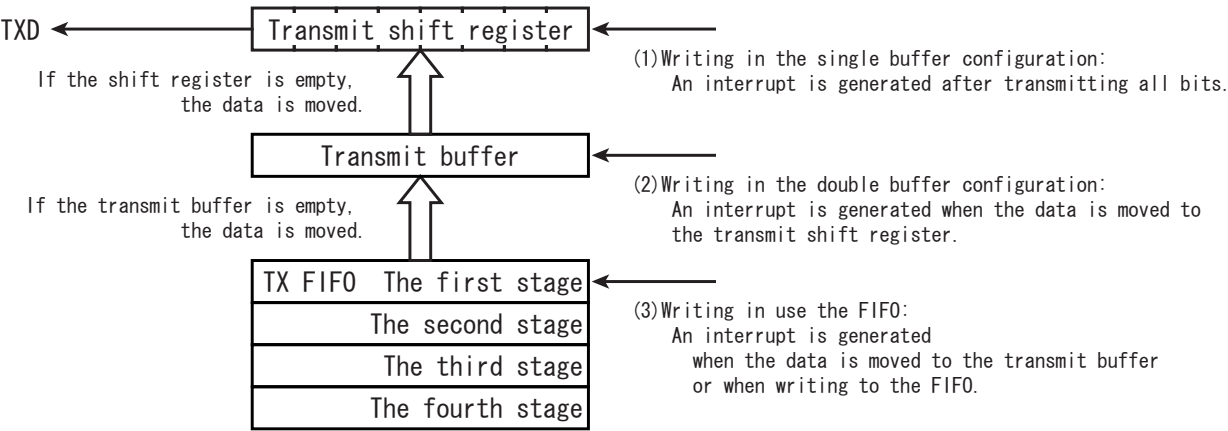 TXD
Transmit shift register
(1)Writing in the single buffer configuration:
An interrupt is generated after transmitting all bits.
If the shift register is empty,
the data is moved.
Transmit buffer
(2)Writing in the double buffer configuration:
An interrupt is generated when the data is moved to
the transmit shift register.
If the transmit buffer is empty,
the data is moved.
TX FIFO The first stage
The second stage
The third stage
The fourth stage
(3)Writing in use the FIFO:
An interrupt is generated
when the data is moved to the transmit buffer
or when writing to the FIFO.